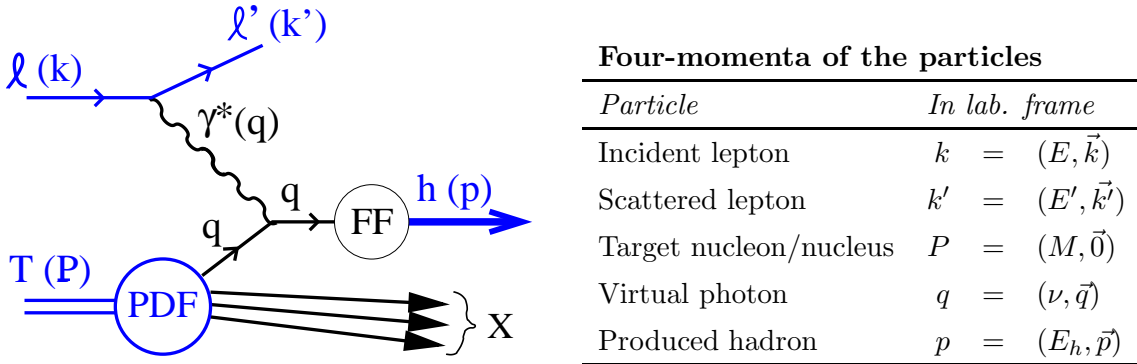 ℓ (k)
ℓ' (k')
γ*(q)
q
q
FF
h (p)
T (P)
PDF
X
Four-momenta of the particles
Particle In lab. frame
Incident lepton k = (E, k⃗)
Scattered lepton k′ = (E′, k⃗′)
Target nucleon/nucleus P = (M, 0⃗)
Virtual photon q = (ν, q⃗)
Produced hadron p = (E_h, p⃗)